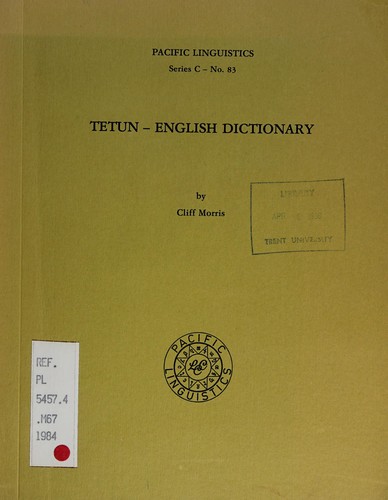 PACIFIC LINGUISTICS
Series C – No. 83
TETUN – ENGLISH DICTIONARY
by
Cliff Morris
LIBRARY
TRENT UNIVERSITY
PACIFIC
LINGUISTICS
REF.
PL
5457.4
.M67
1984